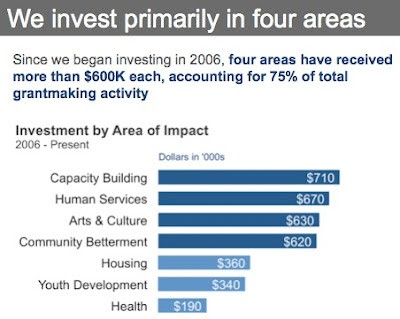 We invest primarily in four areas
Since we began investing in 2006, four areas have received
more than $600K each, accounting for 75% of total
grantmaking activity
Investment by Area of Impact
2006 - Present
Dollars in '000s
Capacity Building $710
Human Services $670
Arts & Culture $630
Community Betterment $620
Housing $360
Youth Development $340
Health $190